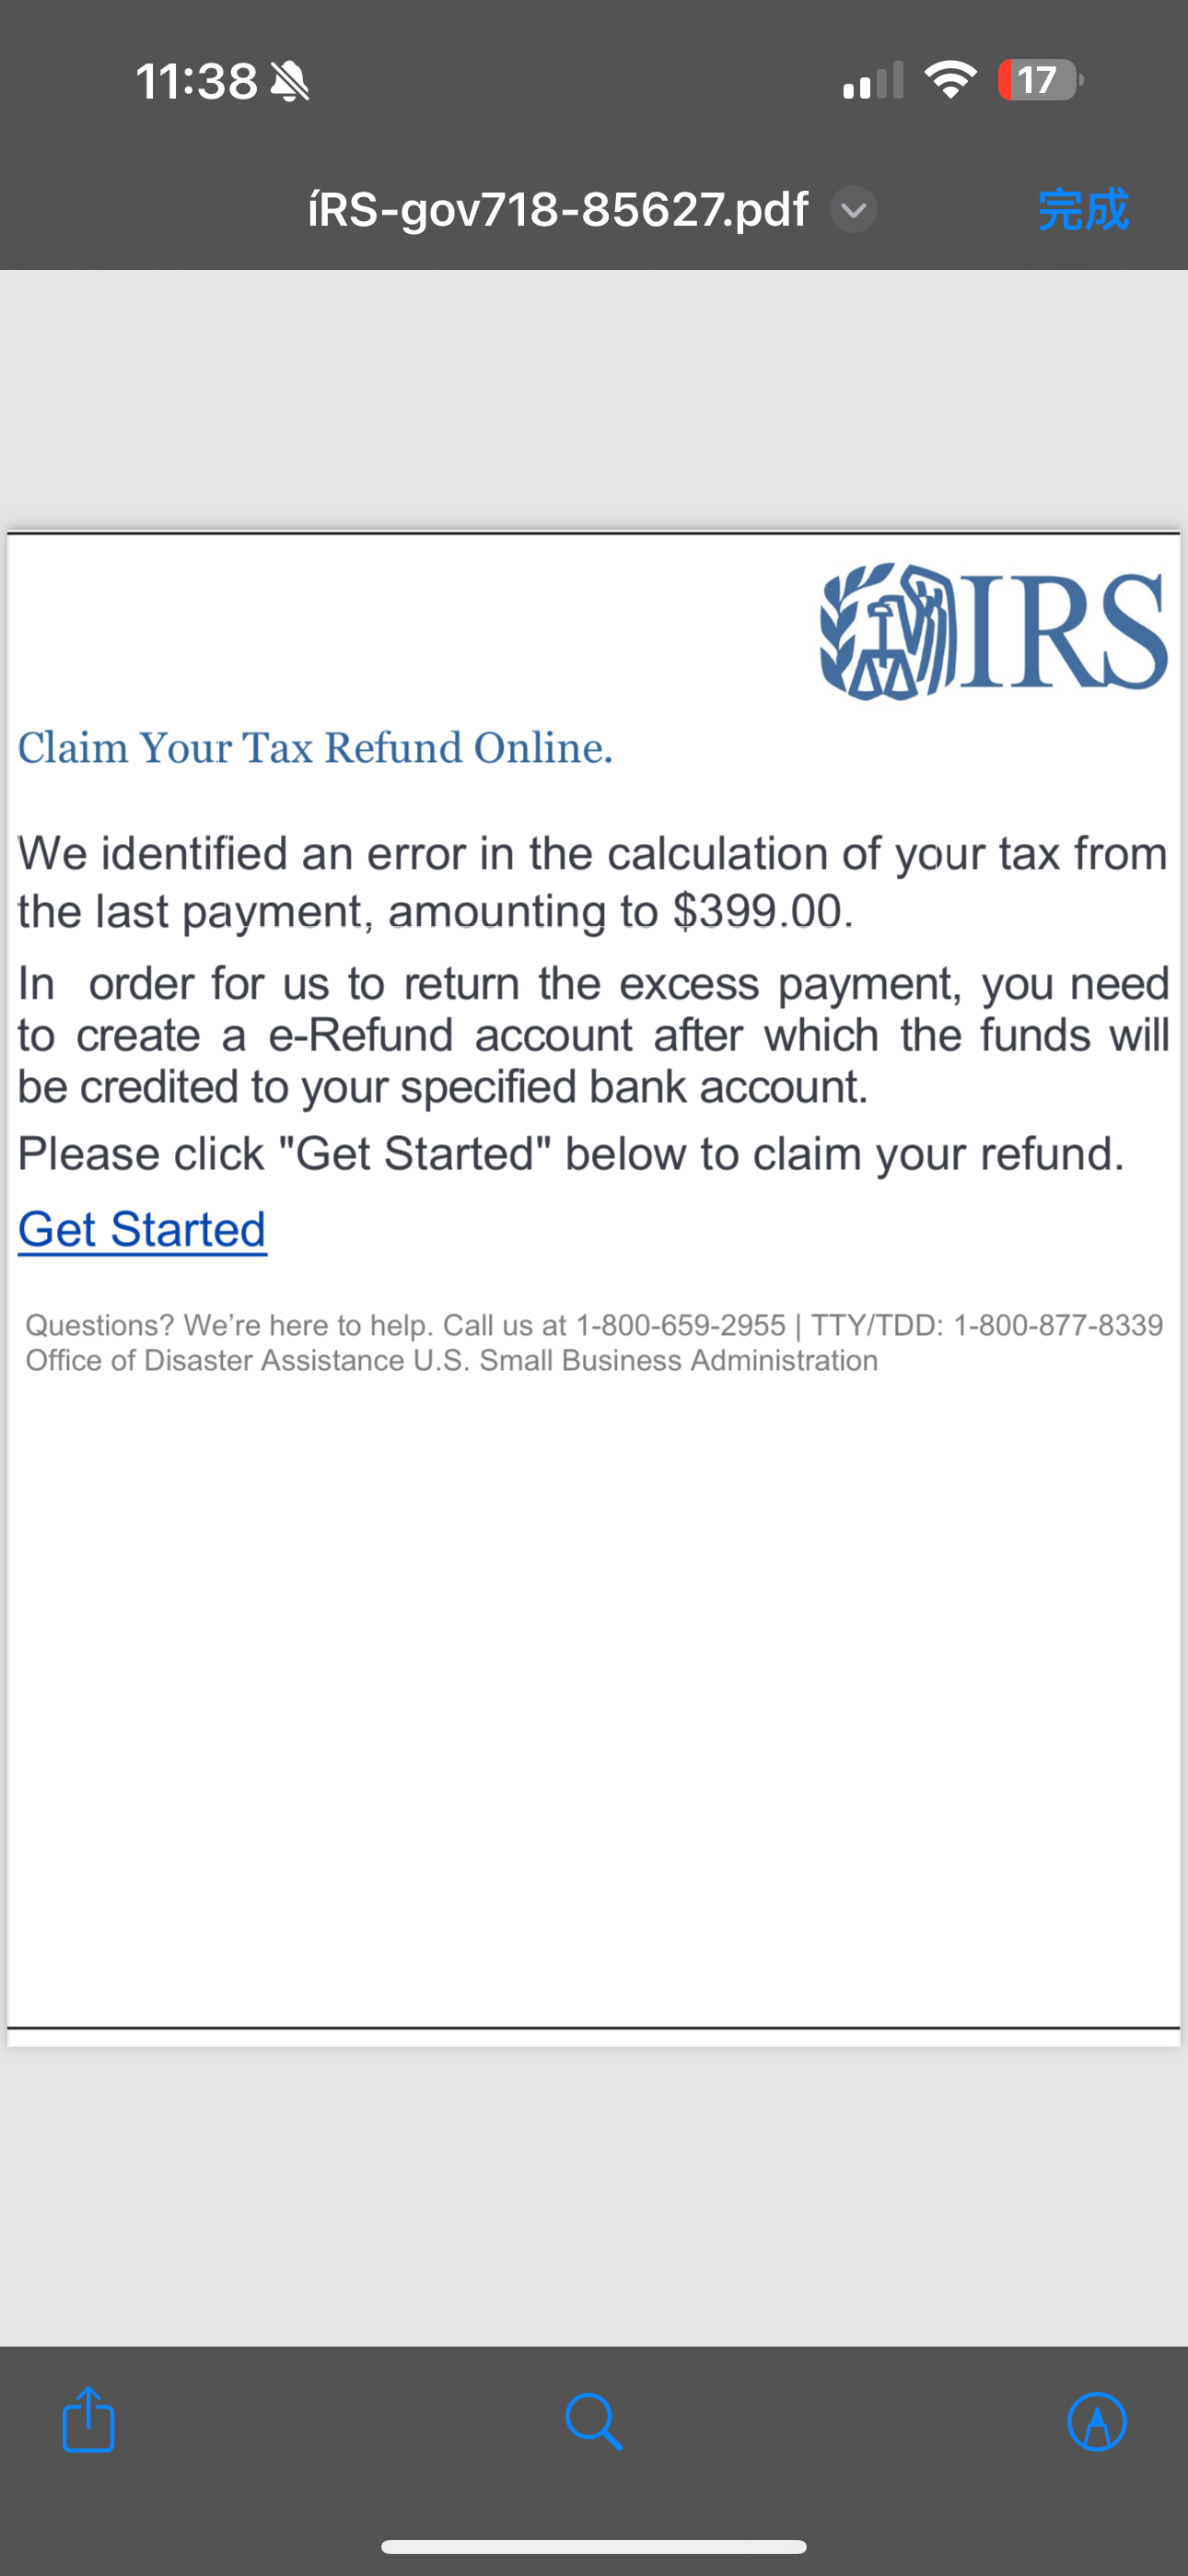 11:38
17
íRS-gov718-85627.pdf
完成
IRS
Claim Your Tax Refund Online.
We identified an error in the calculation of your tax from
the last payment, amounting to $399.00.
In order for us to return the excess payment, you need
to create a e-Refund account after which the funds will
be credited to your specified bank account.
Please click "Get Started" below to claim your refund.
Get Started
Questions? We’re here to help. Call us at 1-800-659-2955 | TTY/TDD: 1-800-877-8339
Office of Disaster Assistance U.S. Small Business Administration